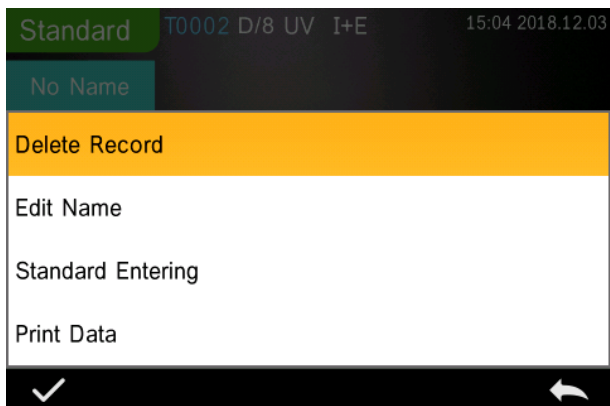 Standard T0002 D/8 UV I+E 15:04 2018.12.03
No Name
Delete Record
Edit Name
Standard Entering
Print Data